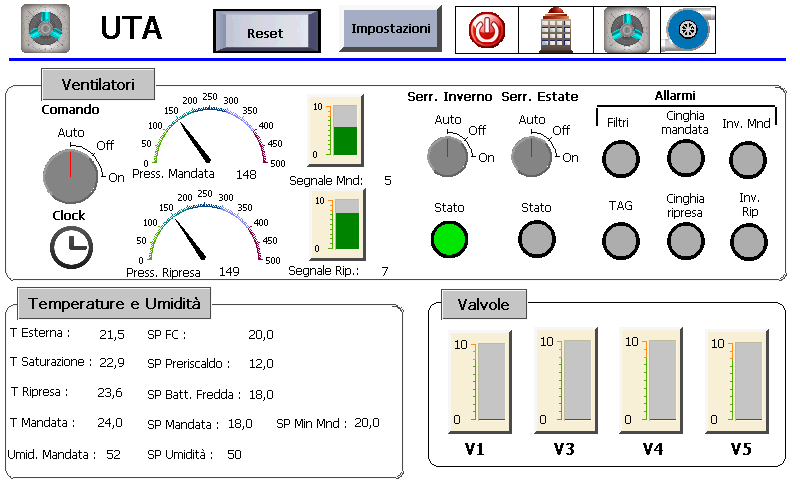 UTA
Reset
Impostazioni
Ventilatori
Comando
Auto
Off
On
Clock
0
50
100
150
200
250
300
350
400
450
500
Press. Mandata 148
0
50
100
150
200
250
300
350
400
450
500
Press. Ripresa 149
10
0
Segnale Mnd: 5
10
0
Segnale Rip.: 7
Serr. Inverno
Auto
Off
On
Stato
Serr. Estate
Auto
Off
On
Stato
Allarmi
Filtri
Cinghia
mandata
Inv. Mnd
TAG
Cinghia
ripresa
Inv.
Rip
Temperature e Umidità
T Esterna : 21,5 SP FC : 20,0
T Saturazione : 22,9 SP Preriscaldo : 12,0
T Ripresa : 23,6 SP Batt. Fredda : 18,0
T Mandata : 24,0 SP Mandata : 18,0 SP Min Mnd : 20,0
Umid. Mandata : 52 SP Umidità : 50
Valvole
10
0
V1
10
0
V3
10
0
V4
10
0
V5